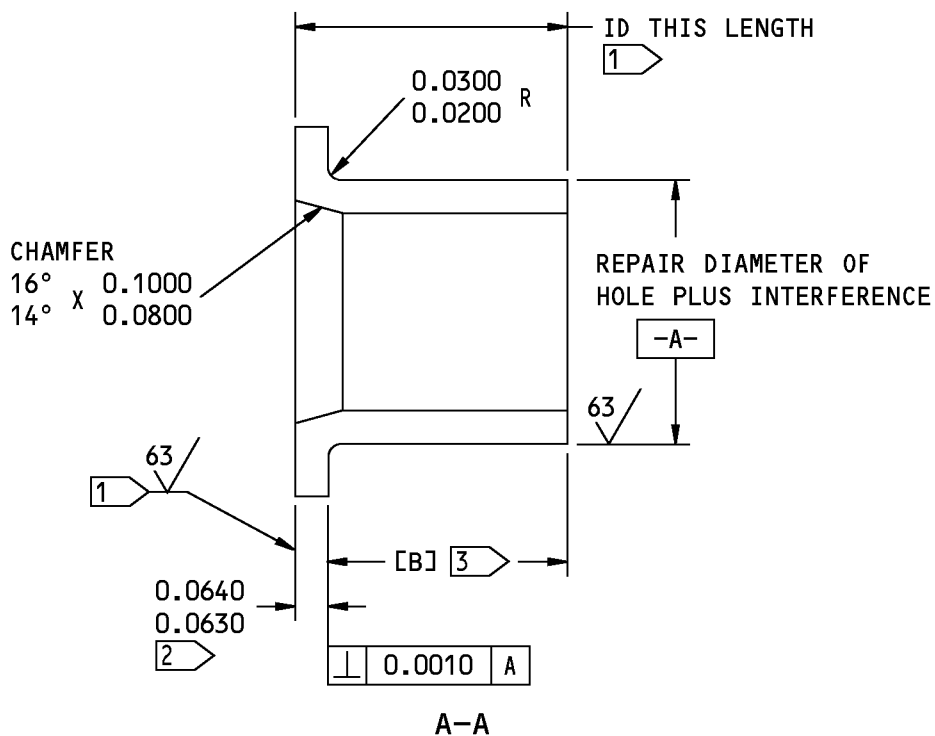 ID THIS LENGTH
1
0.0300
0.0200 R
CHAMFER
16° X 0.1000
14° 0.0800
REPAIR DIAMETER OF
HOLE PLUS INTERFERENCE
-A-
63
63
1
[B] 3
0.0640
0.0630
2
⊥ 0.0010 A
A-A